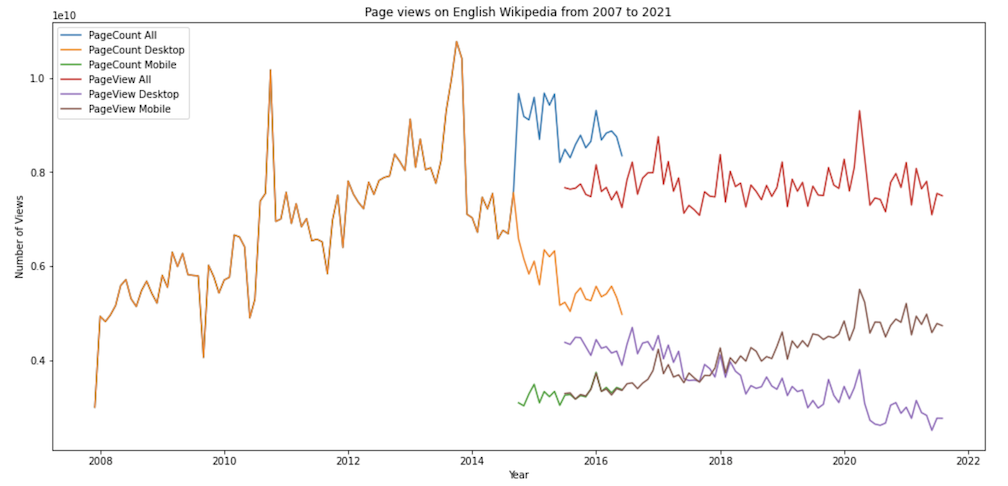 Page views on English Wikipedia from 2007 to 2021
1e10
PageCount All
PageCount Desktop
PageCount Mobile
PageView All
PageView Desktop
PageView Mobile
1.0
0.8
0.6
0.4
Number of Views
2008 2010 2012 2014 2016 2018 2020 2022
Year